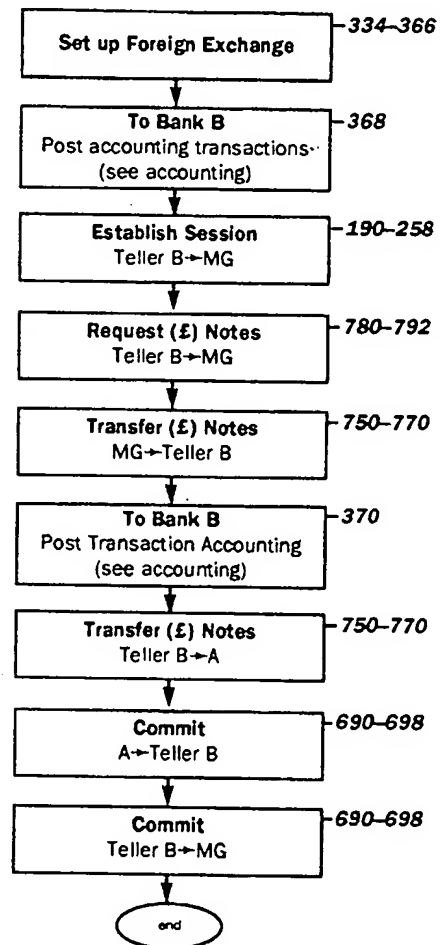 Set up Foreign Exchange
334–366
To Bank B
368
Post accounting transactions
(see accounting)
Establish Session
190–258
Teller B→MG
Request (£) Notes
780–792
Teller B→MG
Transfer (£) Notes
750–770
MG→Teller B
To Bank B
370
Post Transaction Accounting
(see accounting)
Transfer (£) Notes
750–770
Teller B→A
Commit
690–698
A→Teller B
Commit
690–698
Teller B→MG
end